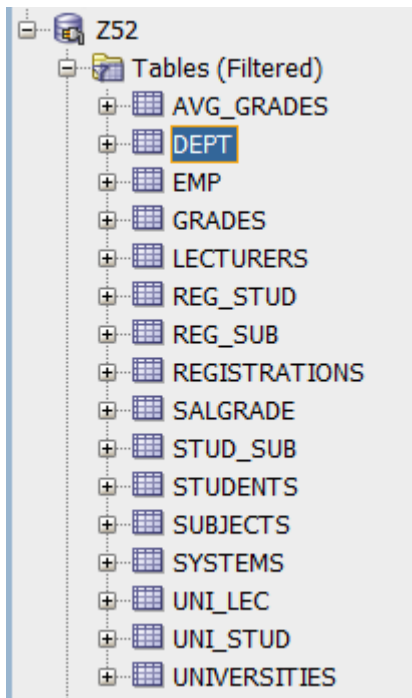 Z52
Tables (Filtered)
AVG_GRADES
DEPT
EMP
GRADES
LECTURERS
REG_STUD
REG_SUB
REGISTRATIONS
SALGRADE
STUD_SUB
STUDENTS
SUBJECTS
SYSTEMS
UNI_LEC
UNI_STUD
UNIVERSITIES